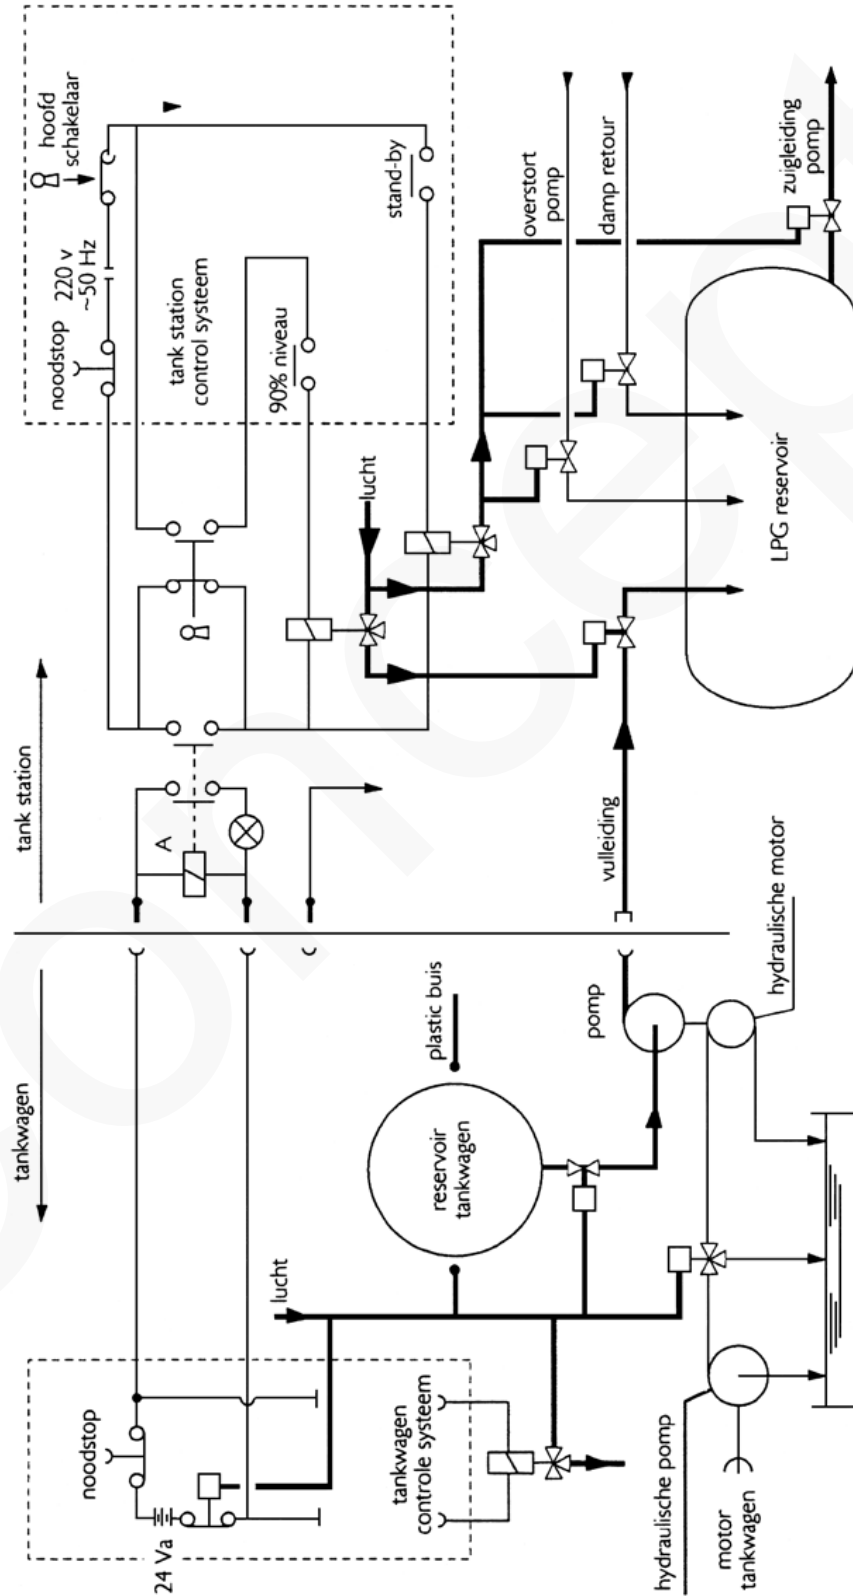 tankwagen
tank station
noodstop
24 Va
tankwagen
controle systeem
lucht
reservoir
tankwagen
plastic buis
pomp
hydraulische pomp
motor
tankwagen
hydraulische motor
A
vulleiding
lucht
noodstop
220 v
~50 Hz
hoofd
schakelaar
tank station
control systeem
90% niveau
stand-by
overstort
pomp
damp retour
zuigleiding
pomp
LPG reservoir